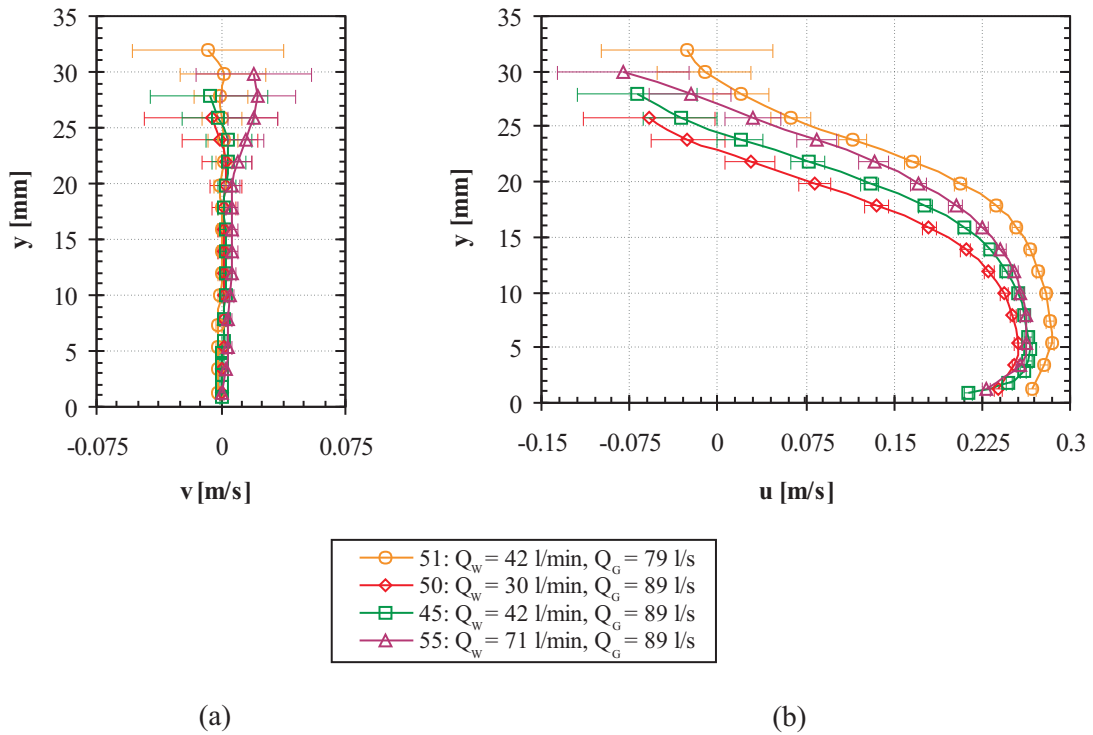 35
30
25
20
15
10
5
0
y [mm]
-0.075
0
0.075
v [m/s]
35
30
25
20
15
10
5
0
y [mm]
-0.15
-0.075
0
0.075
0.15
0.225
0.3
u [m/s]
51: Q_W = 42 l/min, Q_G = 79 l/s
50: Q_W = 30 l/min, Q_G = 89 l/s
45: Q_W = 42 l/min, Q_G = 89 l/s
55: Q_W = 71 l/min, Q_G = 89 l/s
(a)
(b)